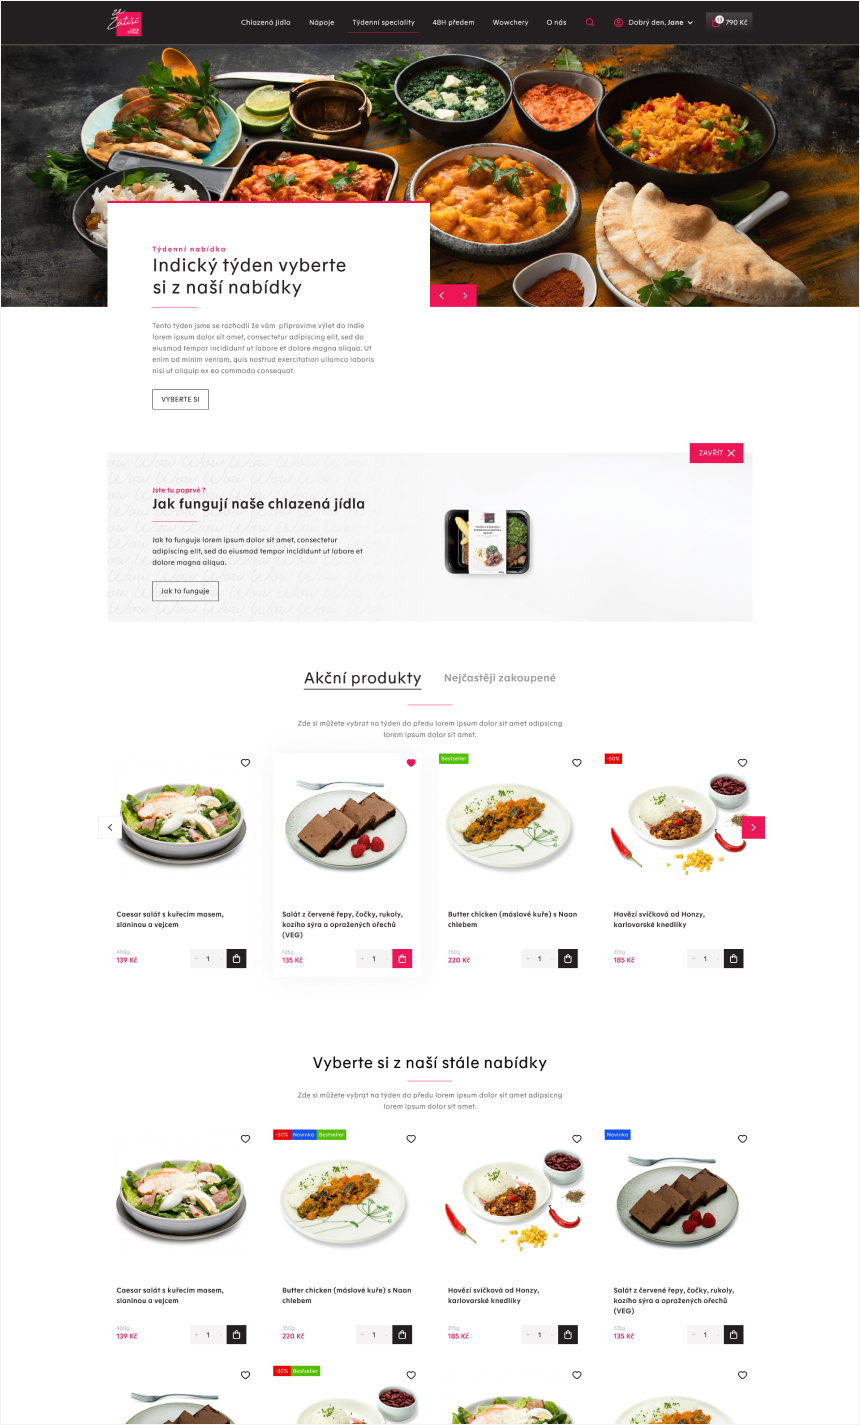 Zátiší
Chlazená jídla
Nápoje
Týdenní speciality
48H předem
Wowchery
O nás
Dobrý den, Jane
11
790 Kč
Týdenní nabídka
Indický týden vyberte
si z naší nabídky
Tento týden jsme se rozhodli že vám připravíme výlet do Indie
lorem ipsum dolor sit amet, consectetur adipiscing elit, sed do
eiusmod tempor incididunt ut labore et dolore magna aliqua. Ut
enim ad minim veniam, quis nostrud exercitation ullamco laboris
nisi ut aliquip ex ea commodo consequat.
VYBERTE SI
ZAVŘÍT
Jste tu poprvé ?
Jak fungují naše chlazená jídla
Jak to funguje lorem ipsum dolor sit amet, consectetur
adipiscing elit, sed do eiusmod tempor incididunt ut labore et
dolore magna aliqua.
Jak to funguje
Akční produkty
Nejčastěji zakoupené
Zde si můžete vybrat na týden do předu lorem ipsum dolor sit amet adipsicng
lorem ipsum dolor sit amet.
Caesar salát s kuřecím masem,
slaninou a vejcem
400g
139 Kč
+ 1 -
Salát z červené řepy, čočky, rukoly,
kozího sýra a opražených ořechů
(VEG)
125g
135 Kč
+ 1 -
Bestseller
Butter chicken (máslové kuře) s Naan
chlebem
350g
220 Kč
+ 1 -
-50%
Hovězí svíčková od Honzy,
karlovarské knedlíky
315g
185 Kč
+ 1 -
Vyberte si z naší stále nabídky
Zde si můžete vybrat na týden do předu lorem ipsum dolor sit amet adipsicng
lorem ipsum dolor sit amet.
Caesar salát s kuřecím masem,
slaninou a vejcem
400g
139 Kč
+ 1 -
-50% Novinka Bestseller
Butter chicken (máslové kuře) s Naan
chlebem
350g
220 Kč
+ 1 -
Hovězí svíčková od Honzy,
karlovarské knedlíky
215g
185 Kč
+ 1 -
Novinka
Salát z červené řepy, čočky, rukoly,
kozího sýra a opražených ořechů
(VEG)
125g
135 Kč
+ 1 -
-50% Bestseller